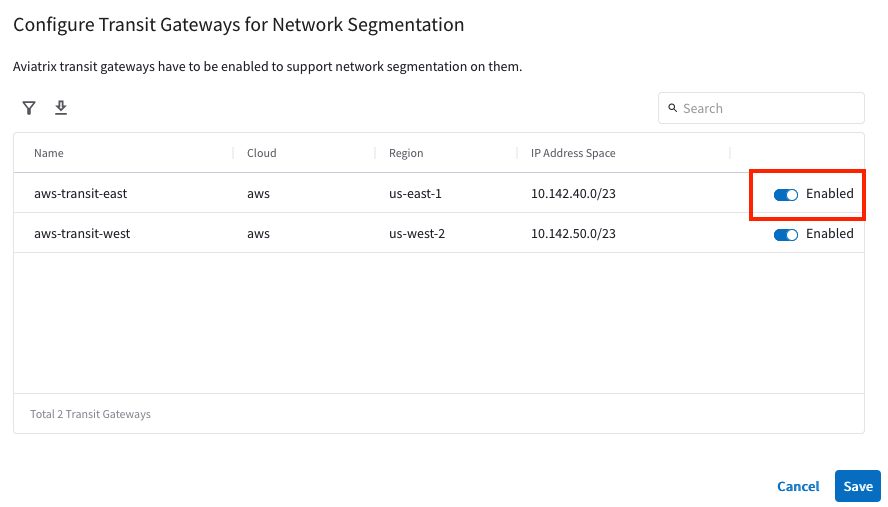 Configure Transit Gateways for Network Segmentation
Aviatrix transit gateways have to be enabled to support network segmentation on them.
Search
Name Cloud Region IP Address Space
aws-transit-east aws us-east-1 10.142.40.0/23 Enabled
aws-transit-west aws us-west-2 10.142.50.0/23 Enabled
Total 2 Transit Gateways
Cancel Save